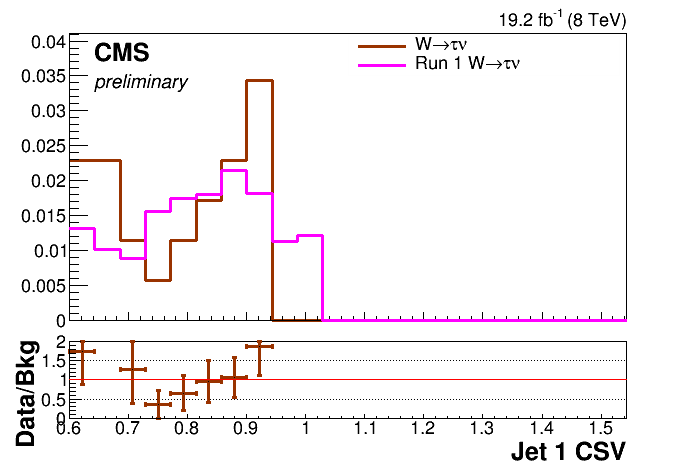 19.2 fb⁻¹ (8 TeV)
CMS
preliminary
W→τν
Run 1 W→τν
0.04
0.035
0.03
0.025
0.02
0.015
0.01
0.005
0
Data/Bkg
2
1.5
1
0.5
0
0.6 0.7 0.8 0.9 1 1.1 1.2 1.3 1.4 1.5
Jet 1 CSV